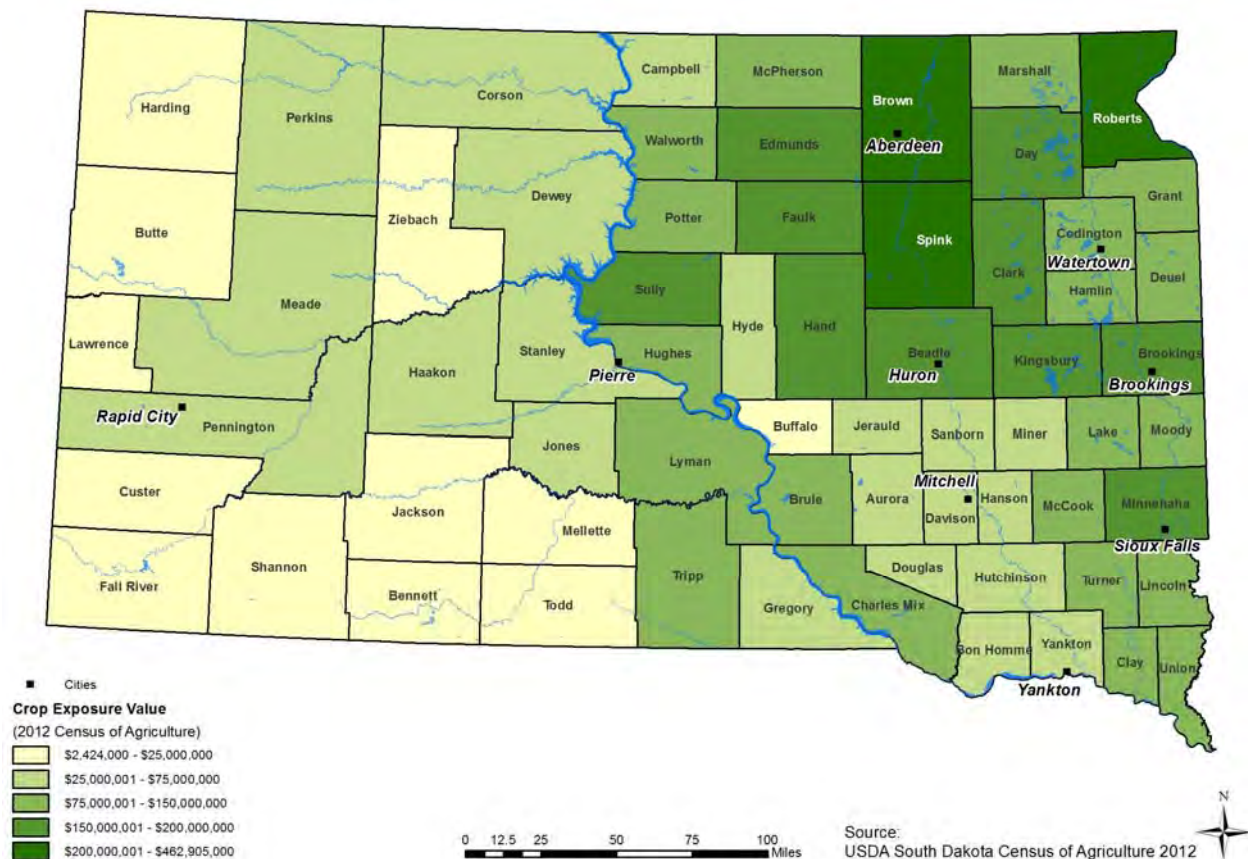 Harding
Perkins
Corson
Campbell
McPherson
Brown
Aberdeen
Marshall
Roberts
Walworth
Edmunds
Day
Grant
Butte
Ziebach
Dewey
Potter
Faulk
Spink
Clark
Codington
Watertown
Hamlin
Deuel
Meade
Sully
Hyde
Hand
Lawrence
Haakon
Stanley
Hughes
Pierre
Beadle
Huron
Kingsbury
Brookings
Brookings
Rapid City
Pennington
Jones
Lyman
Buffalo
Jerauld
Sanborn
Miner
Lake
Moody
Custer
Jackson
Mellette
Brule
Aurora
Mitchell
Davison
Hanson
McCook
Minnehaha
Sioux Falls
Fall River
Shannon
Bennett
Todd
Tripp
Gregory
Charles Mix
Douglas
Hutchinson
Turner
Lincoln
Bon Homme
Yankton
Yankton
Clay
Union
Cities
Crop Exposure Value
(2012 Census of Agriculture)
$2,424,000 - $25,000,000
$25,000,001 - $75,000,000
$75,000,001 - $150,000,000
$150,000,001 - $200,000,000
$200,000,001 - $462,905,000
0 12.5 25 50 75 100
Miles
Source:
USDA South Dakota Census of Agriculture 2012
N